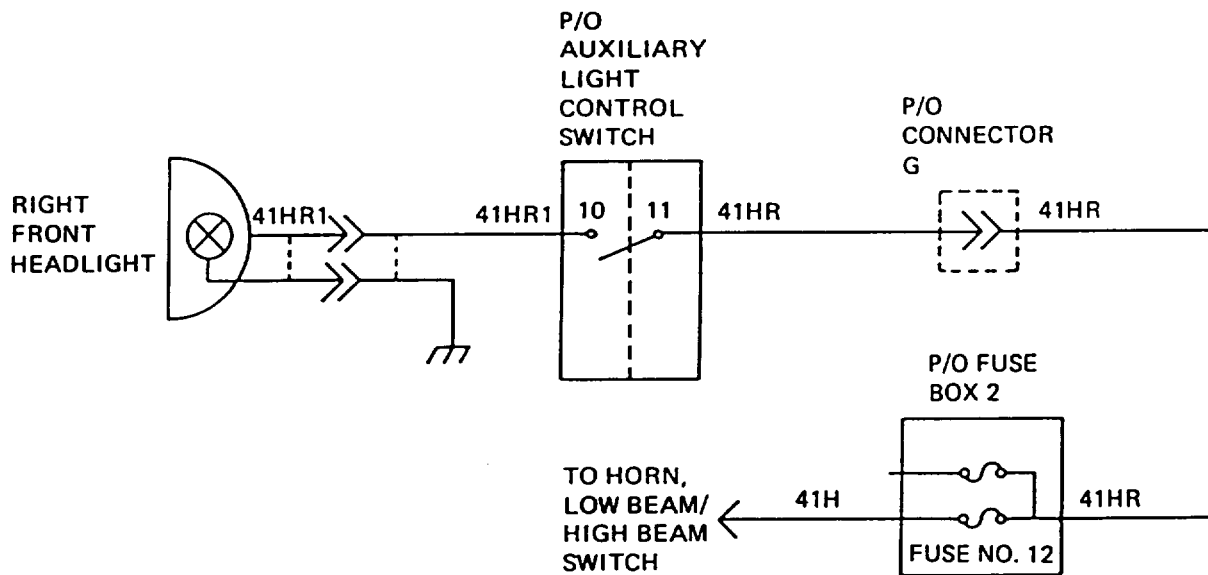 P/O
AUXILIARY
LIGHT
CONTROL
SWITCH
P/O
CONNECTOR
G
RIGHT
FRONT
HEADLIGHT
41HR1
41HR1
10
11
41HR
41HR
P/O FUSE
BOX 2
TO HORN,
LOW BEAM/
HIGH BEAM
SWITCH
41H
41HR
FUSE NO. 12